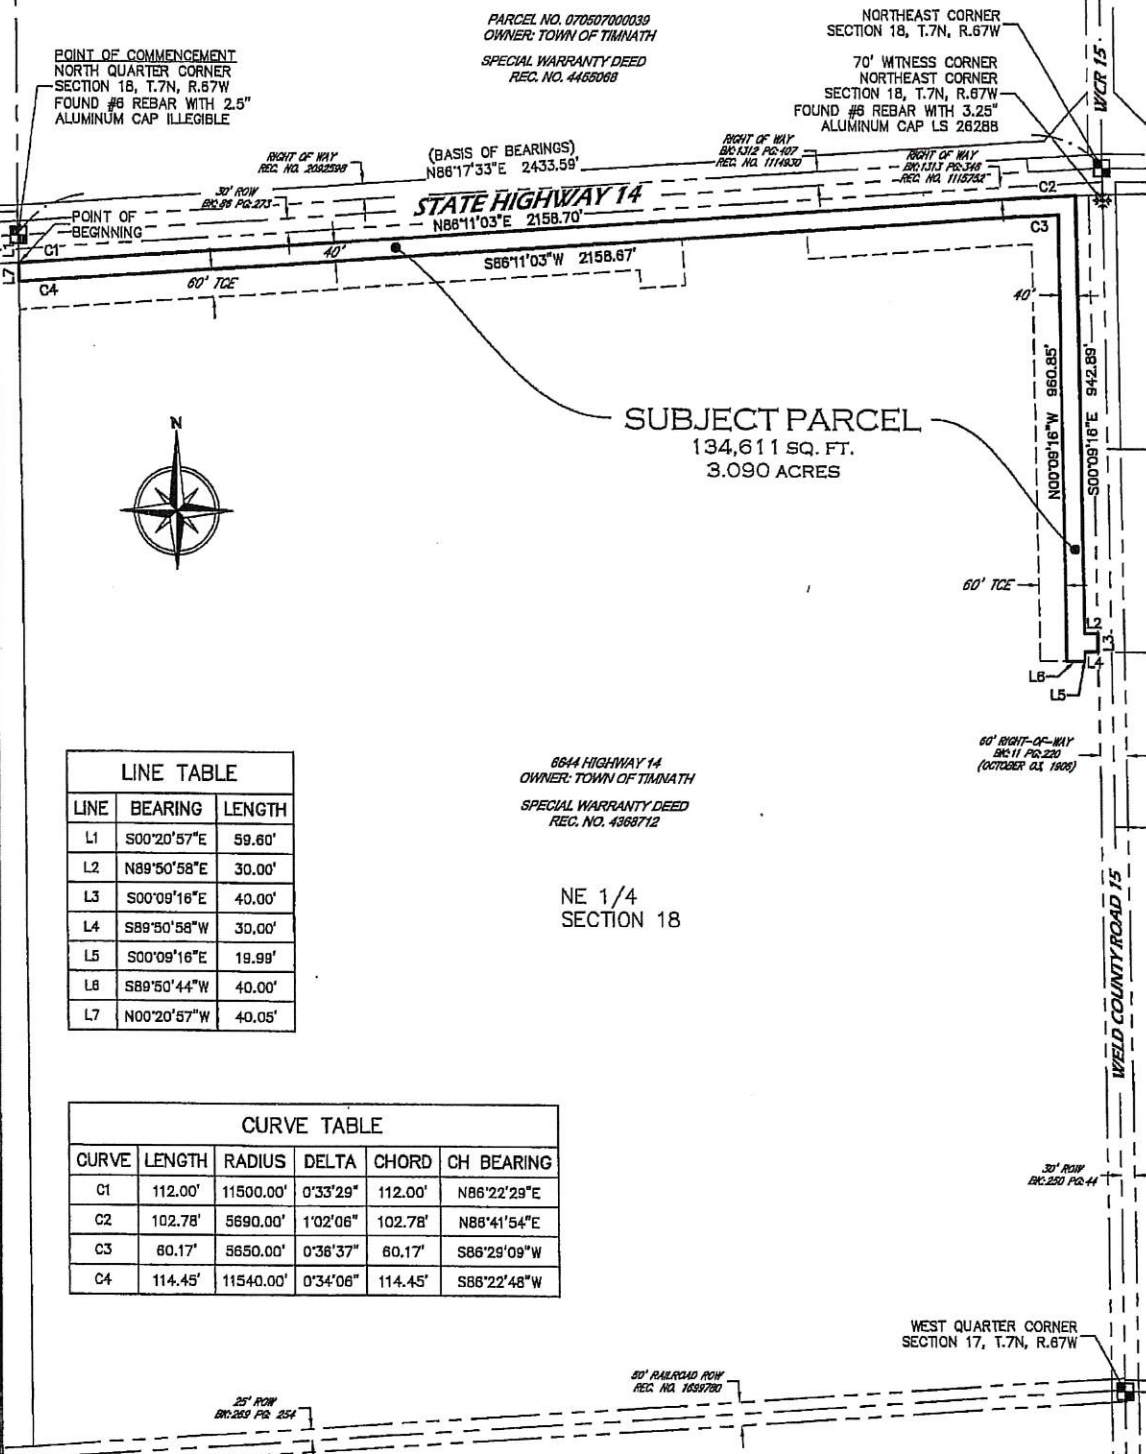 PARCEL NO. 070507000039
OWNER: TOWN OF TIMNATH
SPECIAL WARRANTY DEED
REC. NO. 4466068
NORTHEAST CORNER
SECTION 18, T.7N, R.67W
70' WITNESS CORNER
NORTHEAST CORNER
SECTION 18, T.7N, R.67W
FOUND #6 REBAR WITH 3.25"
ALUMINUM CAP LS 26288
WCR 15
POINT OF COMMENCEMENT
NORTH QUARTER CORNER
SECTION 18, T.7N, R.67W
FOUND #6 REBAR WITH 2.5"
ALUMINUM CAP ILLEGIBLE
RIGHT OF WAY
REC. NO. 2092598
(BASIS OF BEARINGS)
N86°17'33"E 2433.59'
RIGHT OF WAY
BK:1312 PG:407
REC. NO. 1114930
RIGHT OF WAY
BK:1313 PG:346
REC. NO. 1115752
30' ROW
BK:86 PG:273
STATE HIGHWAY 14
N86°11'03"E 2158.70'
POINT OF
BEGINNING
L1
C1
C2
C3
L7
C4
40'
60' TCE
S86°11'03"W 2158.67'
40'
N00°09'16"W 960.85'
S00°09'16"E 942.89'
SUBJECT PARCEL
134,611 SQ. FT.
3.090 ACRES
N
60' TCE
L2
L3
L4
L6
L5
60' RIGHT-OF-WAY
BK:11 PG:220
(OCTOBER 03, 1906)
6644 HIGHWAY 14
OWNER: TOWN OF TIMNATH
SPECIAL WARRANTY DEED
REC. NO. 4368712
NE 1/4
SECTION 18
WELD COUNTY ROAD 15
LINE TABLE
LINE BEARING LENGTH
L1 S00°20'57"E 59.60'
L2 N89°50'58"E 30.00'
L3 S00°09'16"E 40.00'
L4 S89°50'58"W 30.00'
L5 S00°09'16"E 19.99'
L6 S89°50'44"W 40.00'
L7 N00°20'57"W 40.05'
CURVE TABLE
CURVE LENGTH RADIUS DELTA CHORD CH BEARING
C1 112.00' 11500.00' 0°33'29" 112.00' N86°22'29"E
C2 102.78' 5690.00' 1°02'06" 102.78' N86°41'54"E
C3 60.17' 5650.00' 0°36'37" 60.17' S86°29'09"W
C4 114.45' 11540.00' 0°34'06" 114.45' S86°22'48"W
30' ROW
BK:250 PG:44
WEST QUARTER CORNER
SECTION 17, T.7N, R.67W
50' RAILROAD ROW
REC. NO. 1699760
25' ROW
BK:269 PG: 254